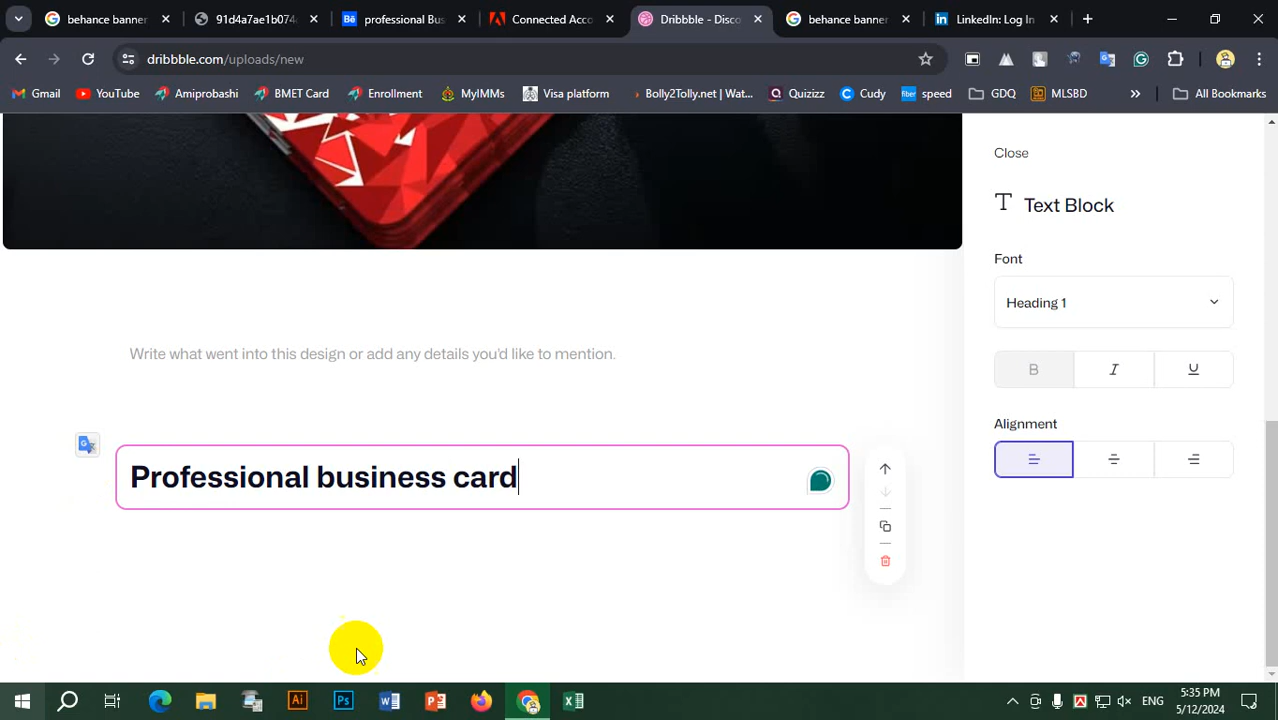 behance banner
91d4a7ae1b074
professional Bus
Connected Acco
Dribbble - Disco
behance banner
LinkedIn: Log In
dribbble.com/uploads/new
Gmail
YouTube
Amiprobashi
BMET Card
Enrollment
MyIMMs
Visa platform
Bolly2Tolly.net | Wat...
Quizizz
Cudy
speed
GDQ
MLSBD
All Bookmarks
Close
T Text Block
Font
Heading 1
B I U
Alignment
Write what went into this design or add any details you'd like to mention.
Professional business card
ENG
5:35 PM
5/12/2024